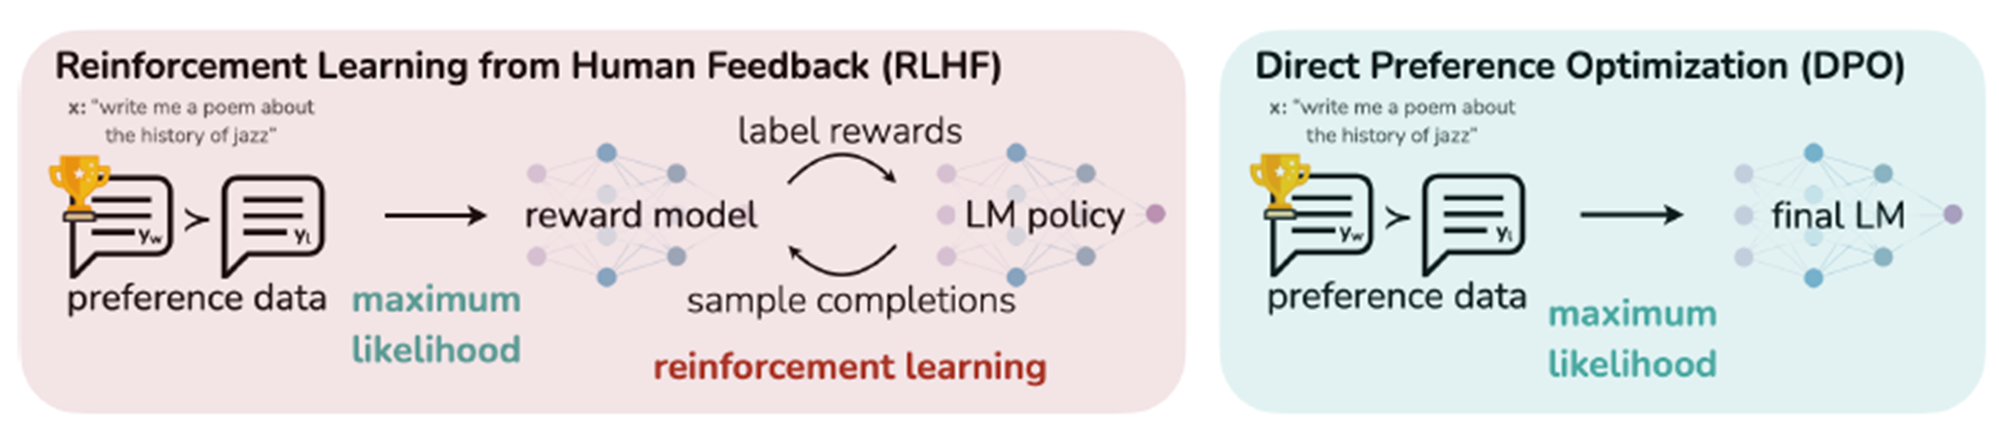 Reinforcement Learning from Human Feedback (RLHF)
x: "write me a poem about
the history of jazz"
label rewards
yw
≻
yl
reward model
LM policy
preference data
maximum
likelihood
sample completions
reinforcement learning
Direct Preference Optimization (DPO)
x: "write me a poem about
the history of jazz"
yw
≻
yl
final LM
preference data
maximum
likelihood